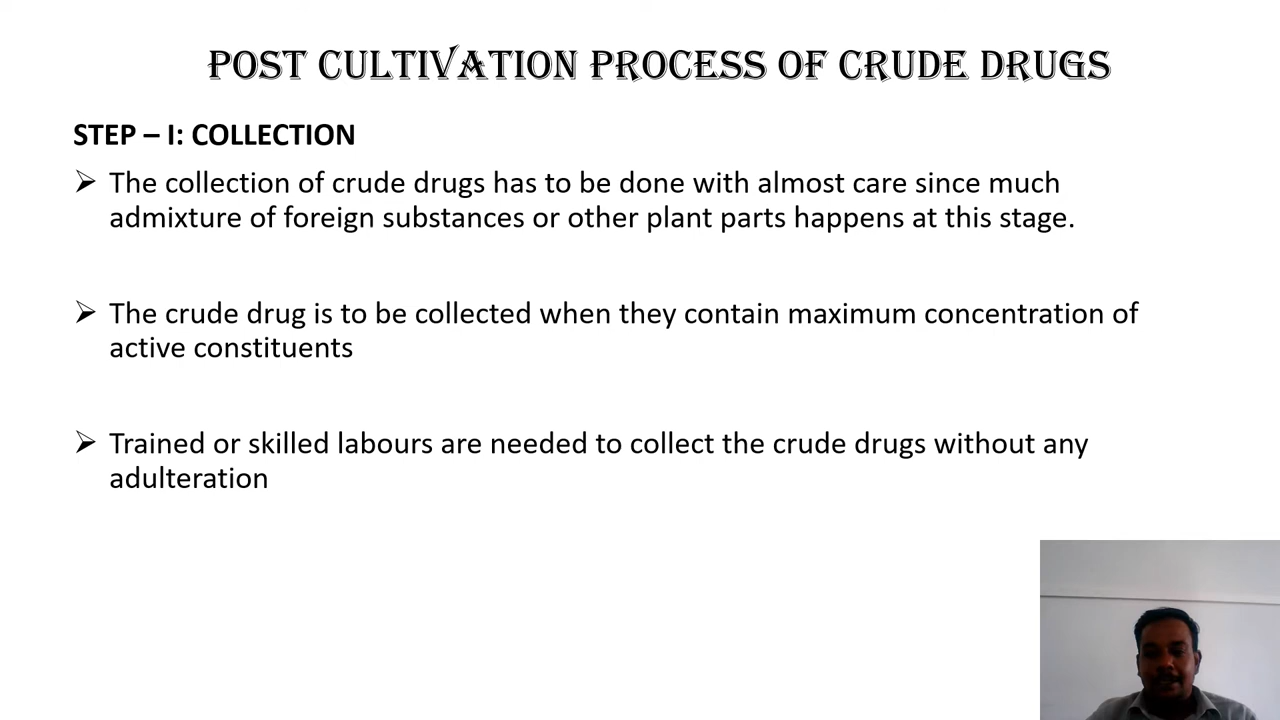 POST CULTIVATION PROCESS OF CRUDE DRUGS
STEP – I: COLLECTION
➢ The collection of crude drugs has to be done with almost care since much
admixture of foreign substances or other plant parts happens at this stage.
➢ The crude drug is to be collected when they contain maximum concentration of
active constituents
➢ Trained or skilled labours are needed to collect the crude drugs without any
adulteration